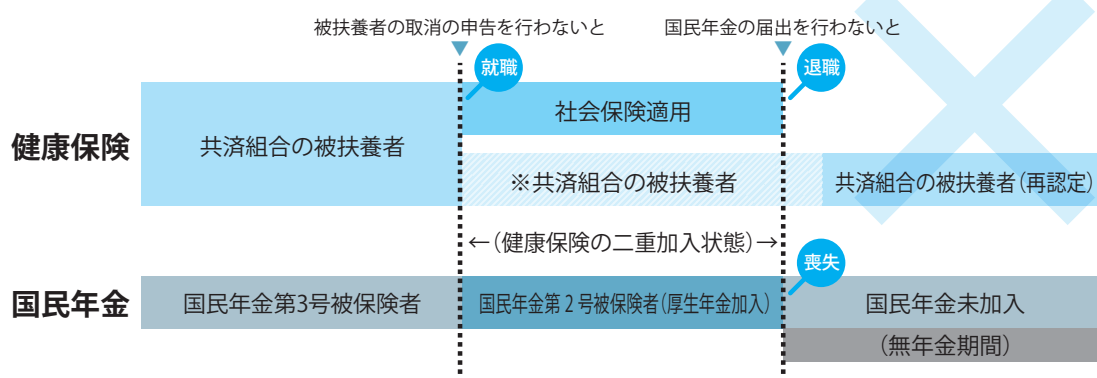 被扶養者の取消の申告を行わないと
国民年金の届出を行わないと
就職
退職
健康保険
共済組合の被扶養者
社会保険適用
※共済組合の被扶養者
共済組合の被扶養者(再認定)
←(健康保険の二重加入状態)→
喪失
国民年金
国民年金第3号被保険者
国民年金第2号被保険者(厚生年金加入)
国民年金未加入
(無年金期間)